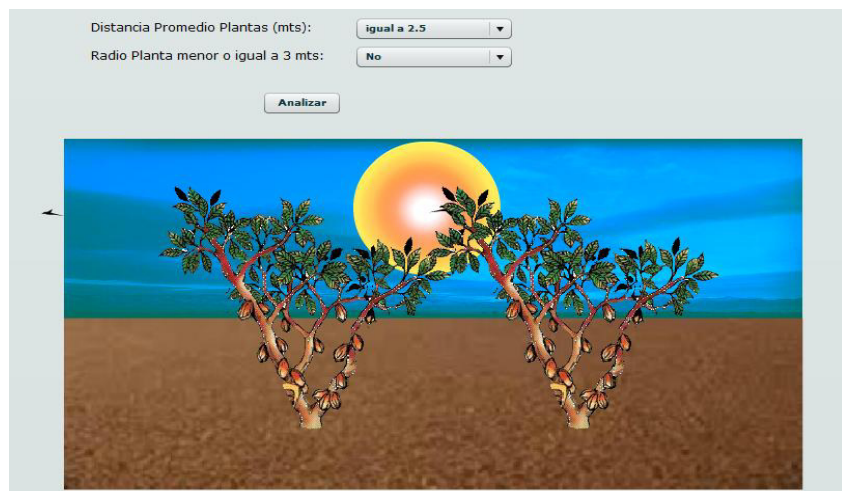 Distancia Promedio Plantas (mts): igual a 2.5
Radio Planta menor o igual a 3 mts: No
Analizar